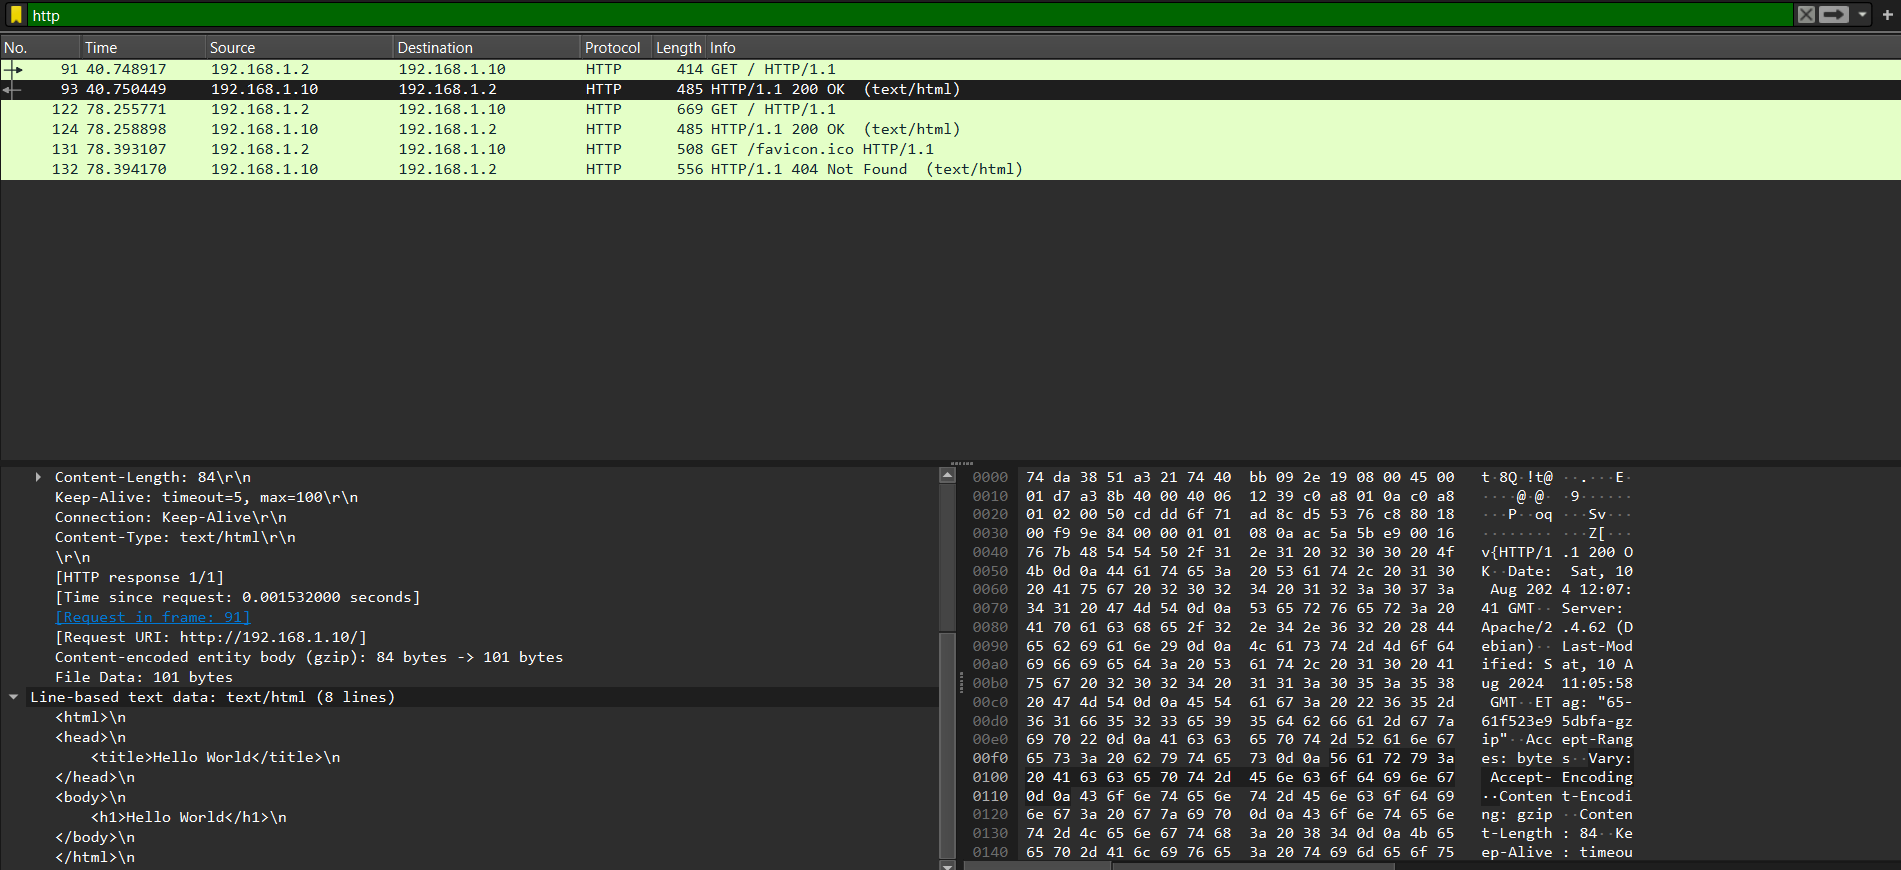 http
No. Time Source Destination Protocol Length Info
91 40.748917 192.168.1.2 192.168.1.10 HTTP 414 GET / HTTP/1.1
93 40.750449 192.168.1.10 192.168.1.2 HTTP 485 HTTP/1.1 200 OK (text/html)
122 78.255771 192.168.1.2 192.168.1.10 HTTP 669 GET / HTTP/1.1
124 78.258898 192.168.1.10 192.168.1.2 HTTP 485 HTTP/1.1 200 OK (text/html)
131 78.393107 192.168.1.2 192.168.1.10 HTTP 508 GET /favicon.ico HTTP/1.1
132 78.394170 192.168.1.10 192.168.1.2 HTTP 556 HTTP/1.1 404 Not Found (text/html)
Content-Length: 84\r\n
Keep-Alive: timeout=5, max=100\r\n
Connection: Keep-Alive\r\n
Content-Type: text/html\r\n
\r\n
[HTTP response 1/1]
[Time since request: 0.001532000 seconds]
[Request in frame: 91]
[Request URI: http://192.168.1.10/]
Content-encoded entity body (gzip): 84 bytes -> 101 bytes
File Data: 101 bytes
Line-based text data: text/html (8 lines)
<html>\n
<head>\n
<title>Hello World</title>\n
</head>\n
<body>\n
<h1>Hello World</h1>\n
</body>\n
</html>\n
0000 74 da 38 51 a3 21 74 40 bb 09 2e 19 08 00 45 00 t·8Q·!t@ ··.···E·
0010 01 d7 a3 8b 40 00 40 06 12 39 c0 a8 01 0a c0 a8 ····@·@· ·9······
0020 01 02 00 50 cd dd 6f 71 ad 8c d5 53 76 c8 80 18 ···P··oq ···Sv···
0030 00 f9 9e 84 00 00 01 01 08 0a ac 5a 5b e9 00 16 ········ ···Z[···
0040 76 7b 48 54 54 50 2f 31 2e 31 20 32 30 30 20 4f v{HTTP/1 .1 200 O
0050 4b 0d 0a 44 61 74 65 3a 20 53 61 74 2c 20 31 30 K··Date: Sat, 10
0060 20 41 75 67 20 32 30 32 34 20 31 32 3a 30 37 3a Aug 202 4 12:07:
0070 34 31 20 47 4d 54 0d 0a 53 65 72 76 65 72 3a 20 41 GMT·· Server:
0080 41 70 61 63 68 65 2f 32 2e 34 2e 36 32 20 28 44 Apache/2 .4.62 (D
0090 65 62 69 61 6e 29 0d 0a 4c 61 73 74 2d 4d 6f 64 ebian)·· Last-Mod
00a0 69 66 69 65 64 3a 20 53 61 74 2c 20 31 30 20 41 ified: S at, 10 A
00b0 75 67 20 32 30 32 34 20 31 31 3a 30 35 3a 35 38 ug 2024 11:05:58
00c0 20 47 4d 54 0d 0a 45 54 61 67 3a 20 22 36 35 2d GMT··ET ag: "65-
00d0 36 31 66 35 32 33 65 39 35 64 62 66 61 2d 67 7a 61f523e9 5dbfa-gz
00e0 69 70 22 0d 0a 41 63 63 65 70 74 2d 52 61 6e 67 ip"··Acc ept-Rang
00f0 65 73 3a 20 62 79 74 65 73 0d 0a 56 61 72 79 3a es: byte s··Vary:
0100 20 41 63 63 65 70 74 2d 45 6e 63 6f 64 69 6e 67 Accept- Encoding
0110 0d 0a 43 6f 6e 74 65 6e 74 2d 45 6e 63 6f 64 69 ··Conten t-Encodi
0120 6e 67 3a 20 67 7a 69 70 0d 0a 43 6f 6e 74 65 6e ng: gzip ··Conten
0130 74 2d 4c 65 6e 67 74 68 3a 20 38 34 0d 0a 4b 65 t-Length : 84··Ke
0140 65 70 2d 41 6c 69 76 65 3a 20 74 69 6d 65 6f 75 ep-Alive : timeou